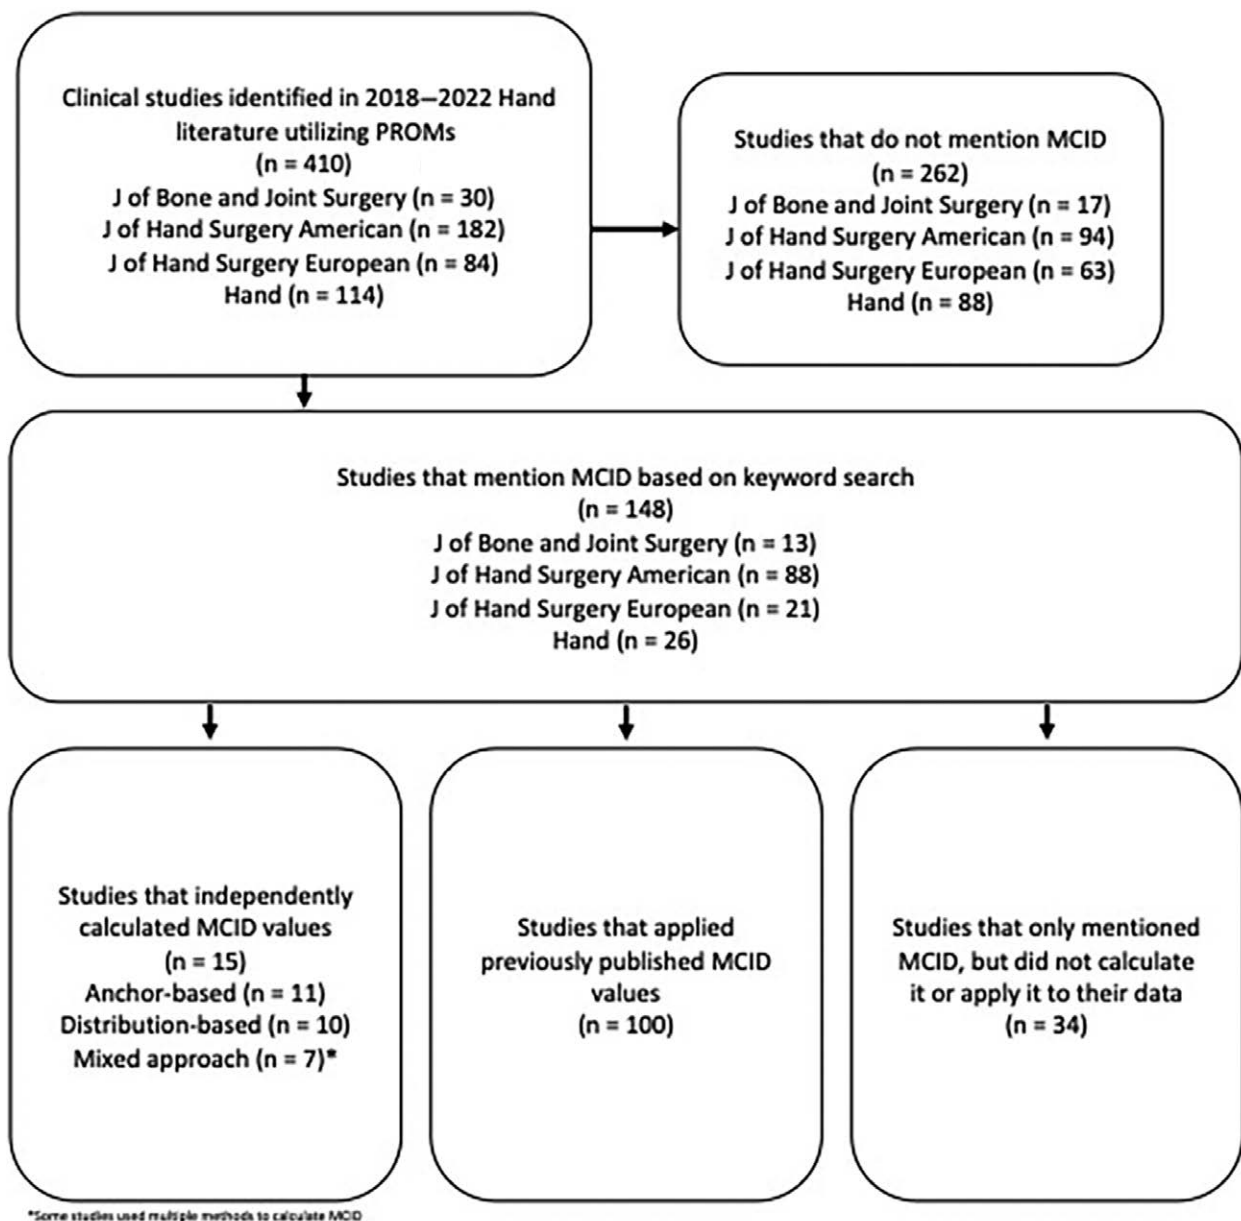 Clinical studies identified in 2018–2022 Hand
literature utilizing PROMs
(n = 410)
J of Bone and Joint Surgery (n = 30)
J of Hand Surgery American (n = 182)
J of Hand Surgery European (n = 84)
Hand (n = 114)
Studies that do not mention MCID
(n = 262)
J of Bone and Joint Surgery (n = 17)
J of Hand Surgery American (n = 94)
J of Hand Surgery European (n = 63)
Hand (n = 88)
Studies that mention MCID based on keyword search
(n = 148)
J of Bone and Joint Surgery (n = 13)
J of Hand Surgery American (n = 88)
J of Hand Surgery European (n = 21)
Hand (n = 26)
Studies that independently
calculated MCID values
(n = 15)
Anchor-based (n = 11)
Distribution-based (n = 10)
Mixed approach (n = 7)*
Studies that applied
previously published MCID
values
(n = 100)
Studies that only mentioned
MCID, but did not calculate
it or apply it to their data
(n = 34)
*Some studies used multiple methods to calculate MCID